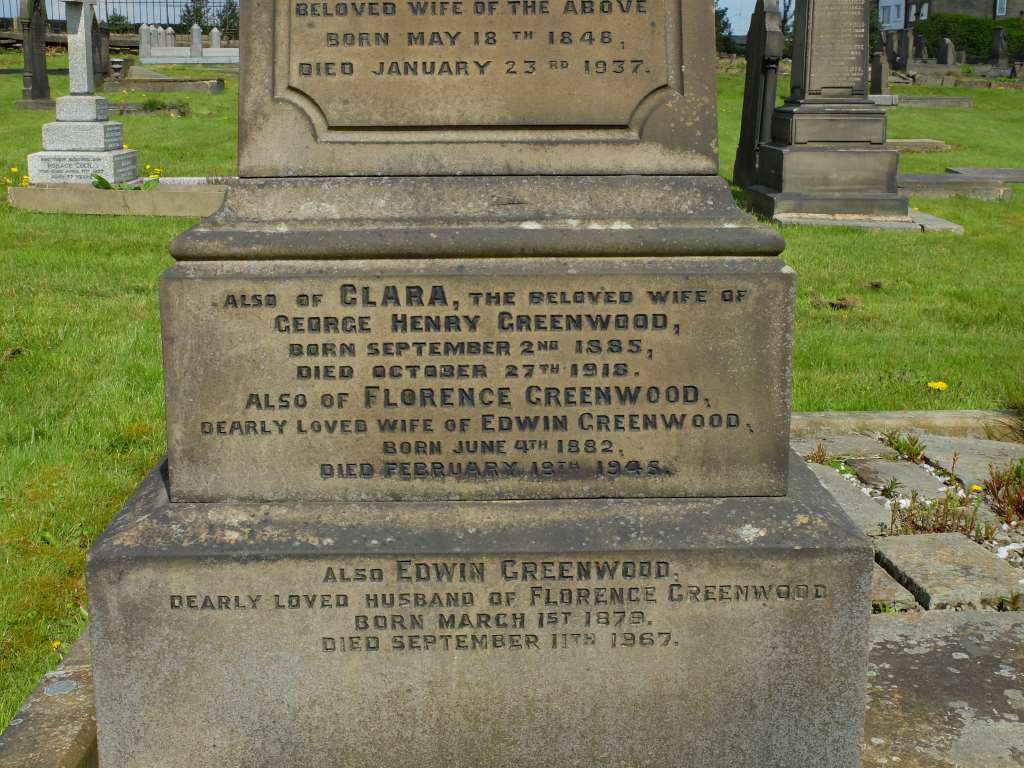 BELOVED WIFE OF THE ABOVE
BORN MAY 18TH 1848,
DIED JANUARY 23RD 1937.
ALSO OF CLARA, THE BELOVED WIFE OF
GEORGE HENRY GREENWOOD,
BORN SEPTEMBER 2ND 1885,
DIED OCTOBER 27TH 1918.
ALSO OF FLORENCE GREENWOOD,
DEARLY LOVED WIFE OF EDWIN GREENWOOD,
BORN JUNE 4TH 1882,
DIED FEBRUARY 19TH 1945.
ALSO EDWIN GREENWOOD,
DEARLY LOVED HUSBAND OF FLORENCE GREENWOOD
BORN MARCH 1ST 1879.
DIED SEPTEMBER 11TH 1967.
HORACE CECIL